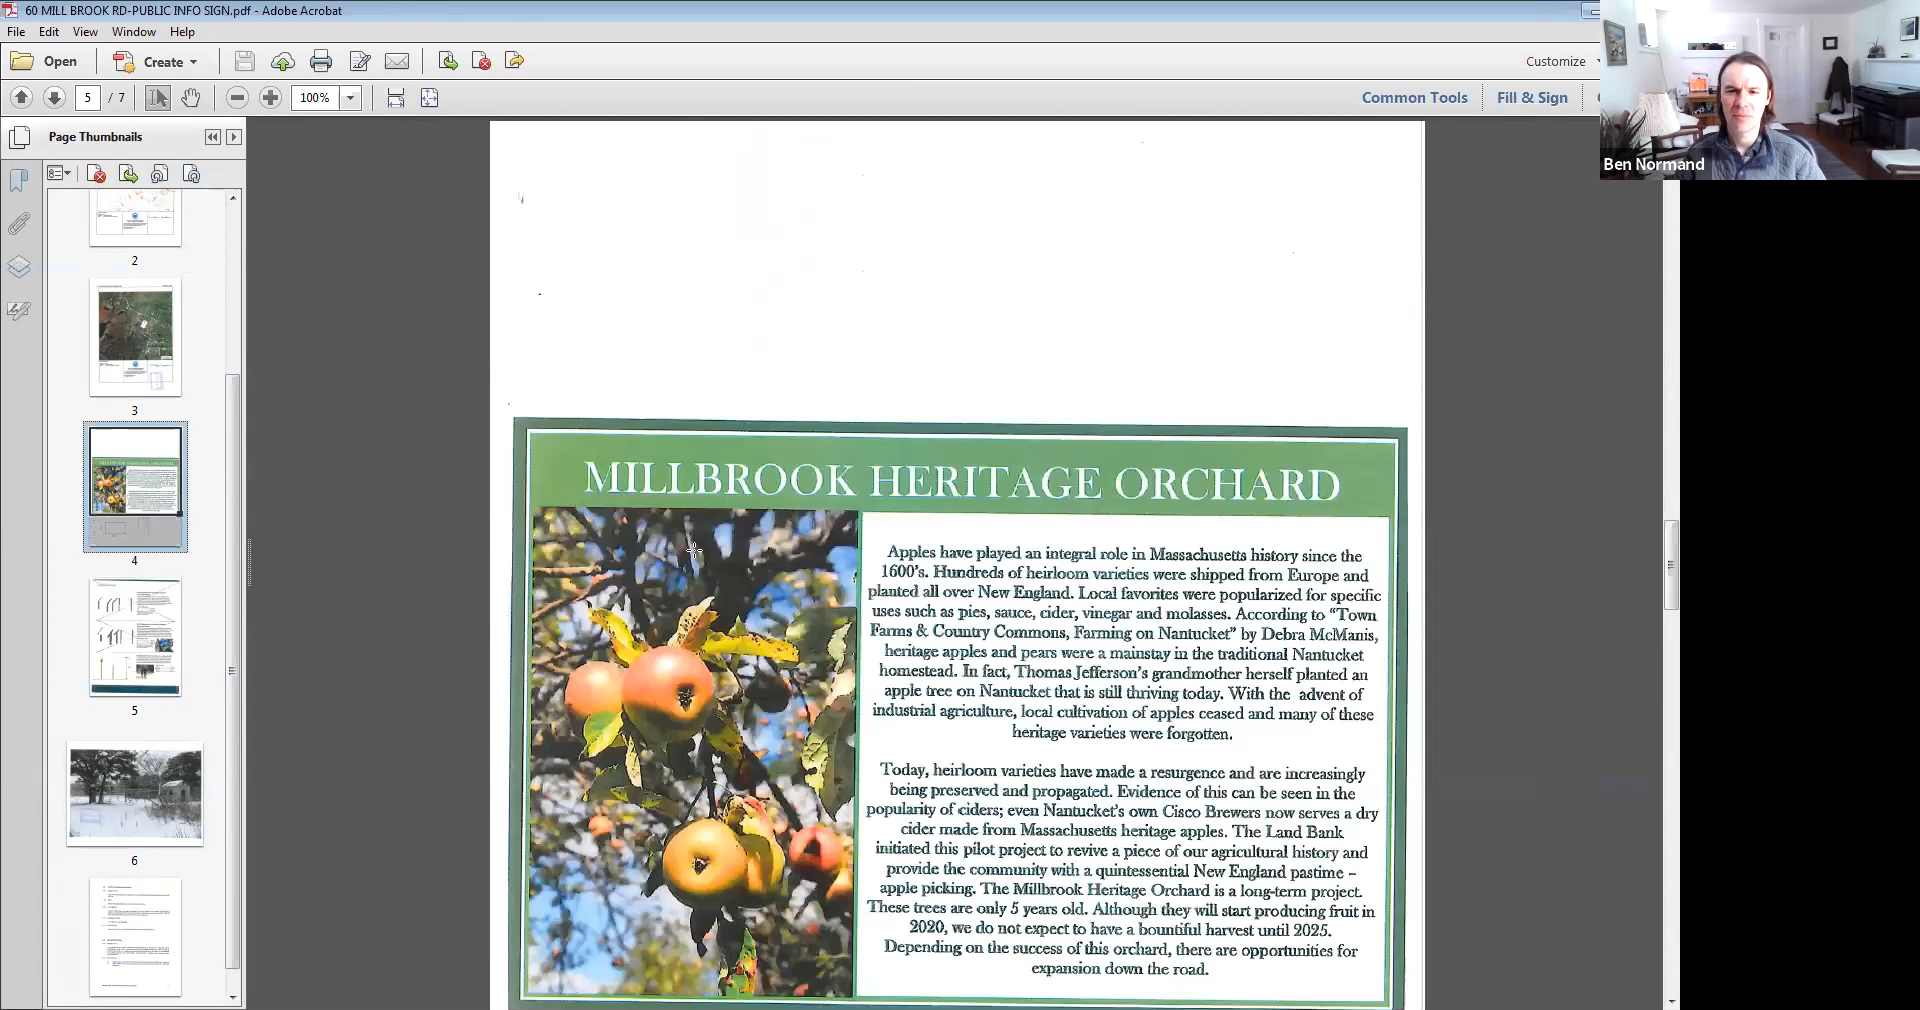 60 MILL BROOK RD-PUBLIC INFO SIGN.pdf - Adobe Acrobat
File Edit View Window Help
Open Create Customize
5 / 7 100% Common Tools Fill & Sign
Ben Normand
Page Thumbnails
2
3
4
5
6
MILLBROOK HERITAGE ORCHARD
Apples have played an integral role in Massachusetts history since the
1600's. Hundreds of heirloom varieties were shipped from Europe and
planted all over New England. Local favorites were popularized for specific
uses such as pies, sauce, cider, vinegar and molasses. According to "Town
Farms & Country Commons, Farming on Nantucket" by Debra McManis,
heritage apples and pears were a mainstay in the traditional Nantucket
homestead. In fact, Thomas Jefferson's grandmother herself planted an
apple tree on Nantucket that is still thriving today. With the advent of
industrial agriculture, local cultivation of apples ceased and many of these
heritage varieties were forgotten.
Today, heirloom varieties have made a resurgence and are increasingly
being preserved and propagated. Evidence of this can be seen in the
popularity of ciders; even Nantucket's own Cisco Brewers now serves a dry
cider made from Massachusetts heritage apples. The Land Bank
initiated this pilot project to revive a piece of our agricultural history and
provide the community with a quintessential New England pastime –
apple picking. The Millbrook Heritage Orchard is a long-term project.
These trees are only 5 years old. Although they will start producing fruit in
2020, we do not expect to have a bountiful harvest until 2025.
Depending on the success of this orchard, there are opportunities for
expansion down the road.